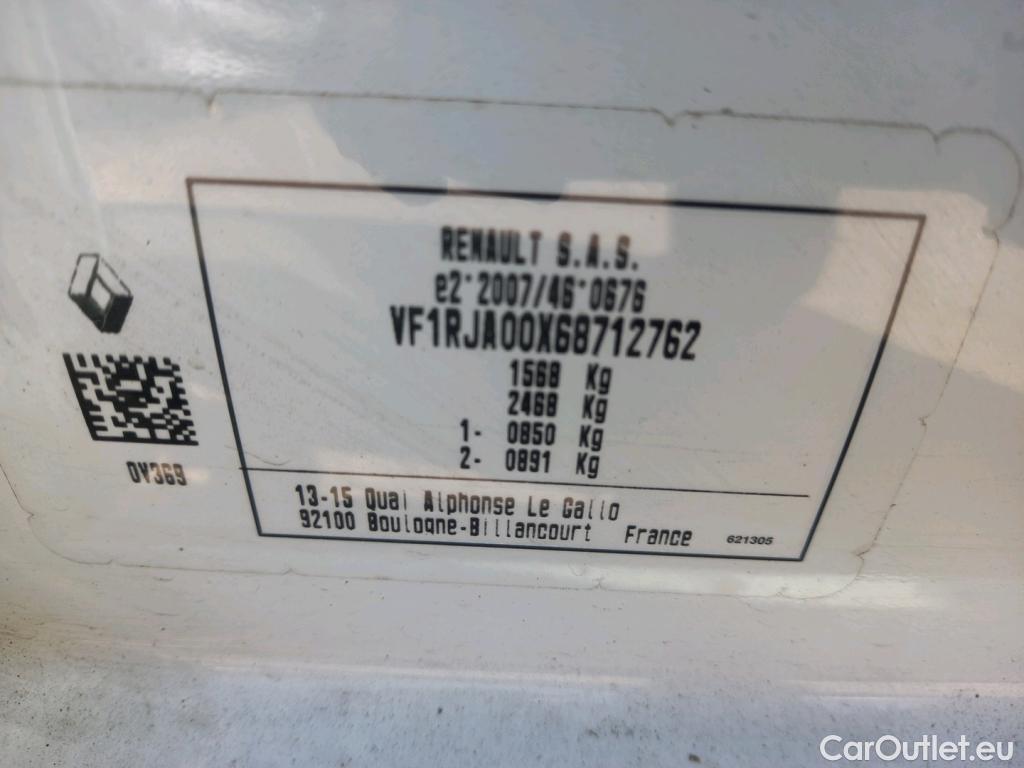 RENAULT S.A.S.
e2*2007/46*0676
VF1RJA00X68712762
1568 Kg
2468 Kg
1- 0850 Kg
2- 0891 Kg
0V369
13-15 Quai Alphonse Le Gallo
92100 Boulogne-Billancourt France
621305
CarOutlet.eu